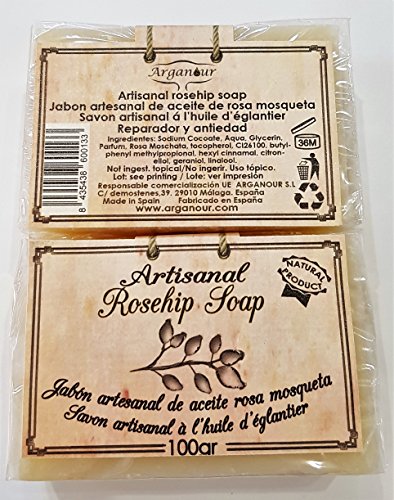 Arganour
Artisanal rosehip soap
Jabon artesanal de aceite de rosa mosqueta
Savon artisanal á l'huile d'églantier
Reparador y antiedad
Ingredients: Sodium Cocoate, Aqua, Glycerin,
Parfum, Rosa Moschata, tocopherol, CI26100. butyl-
phenyl methylpropional, hexyl cinnamal, citron-
ellol, geraniol, linalool.
Not ingest. topical/No ingerir. Uso tópico.
Lot: see printing / Lote: ver impresión
Responsable comercialización UE ARGANOUR S.L
C/ demostenes,39. 29010 Málaga. España
Made in Spain Fabricado en España
www.arganour.com
8 435438 600133
36M
Artisanal
Rosehip Soap
NATURAL
PRODUCT
Jabón artesanal de aceite rosa mosqueta
Savon artisanal à l'huile d'églantier
100gr